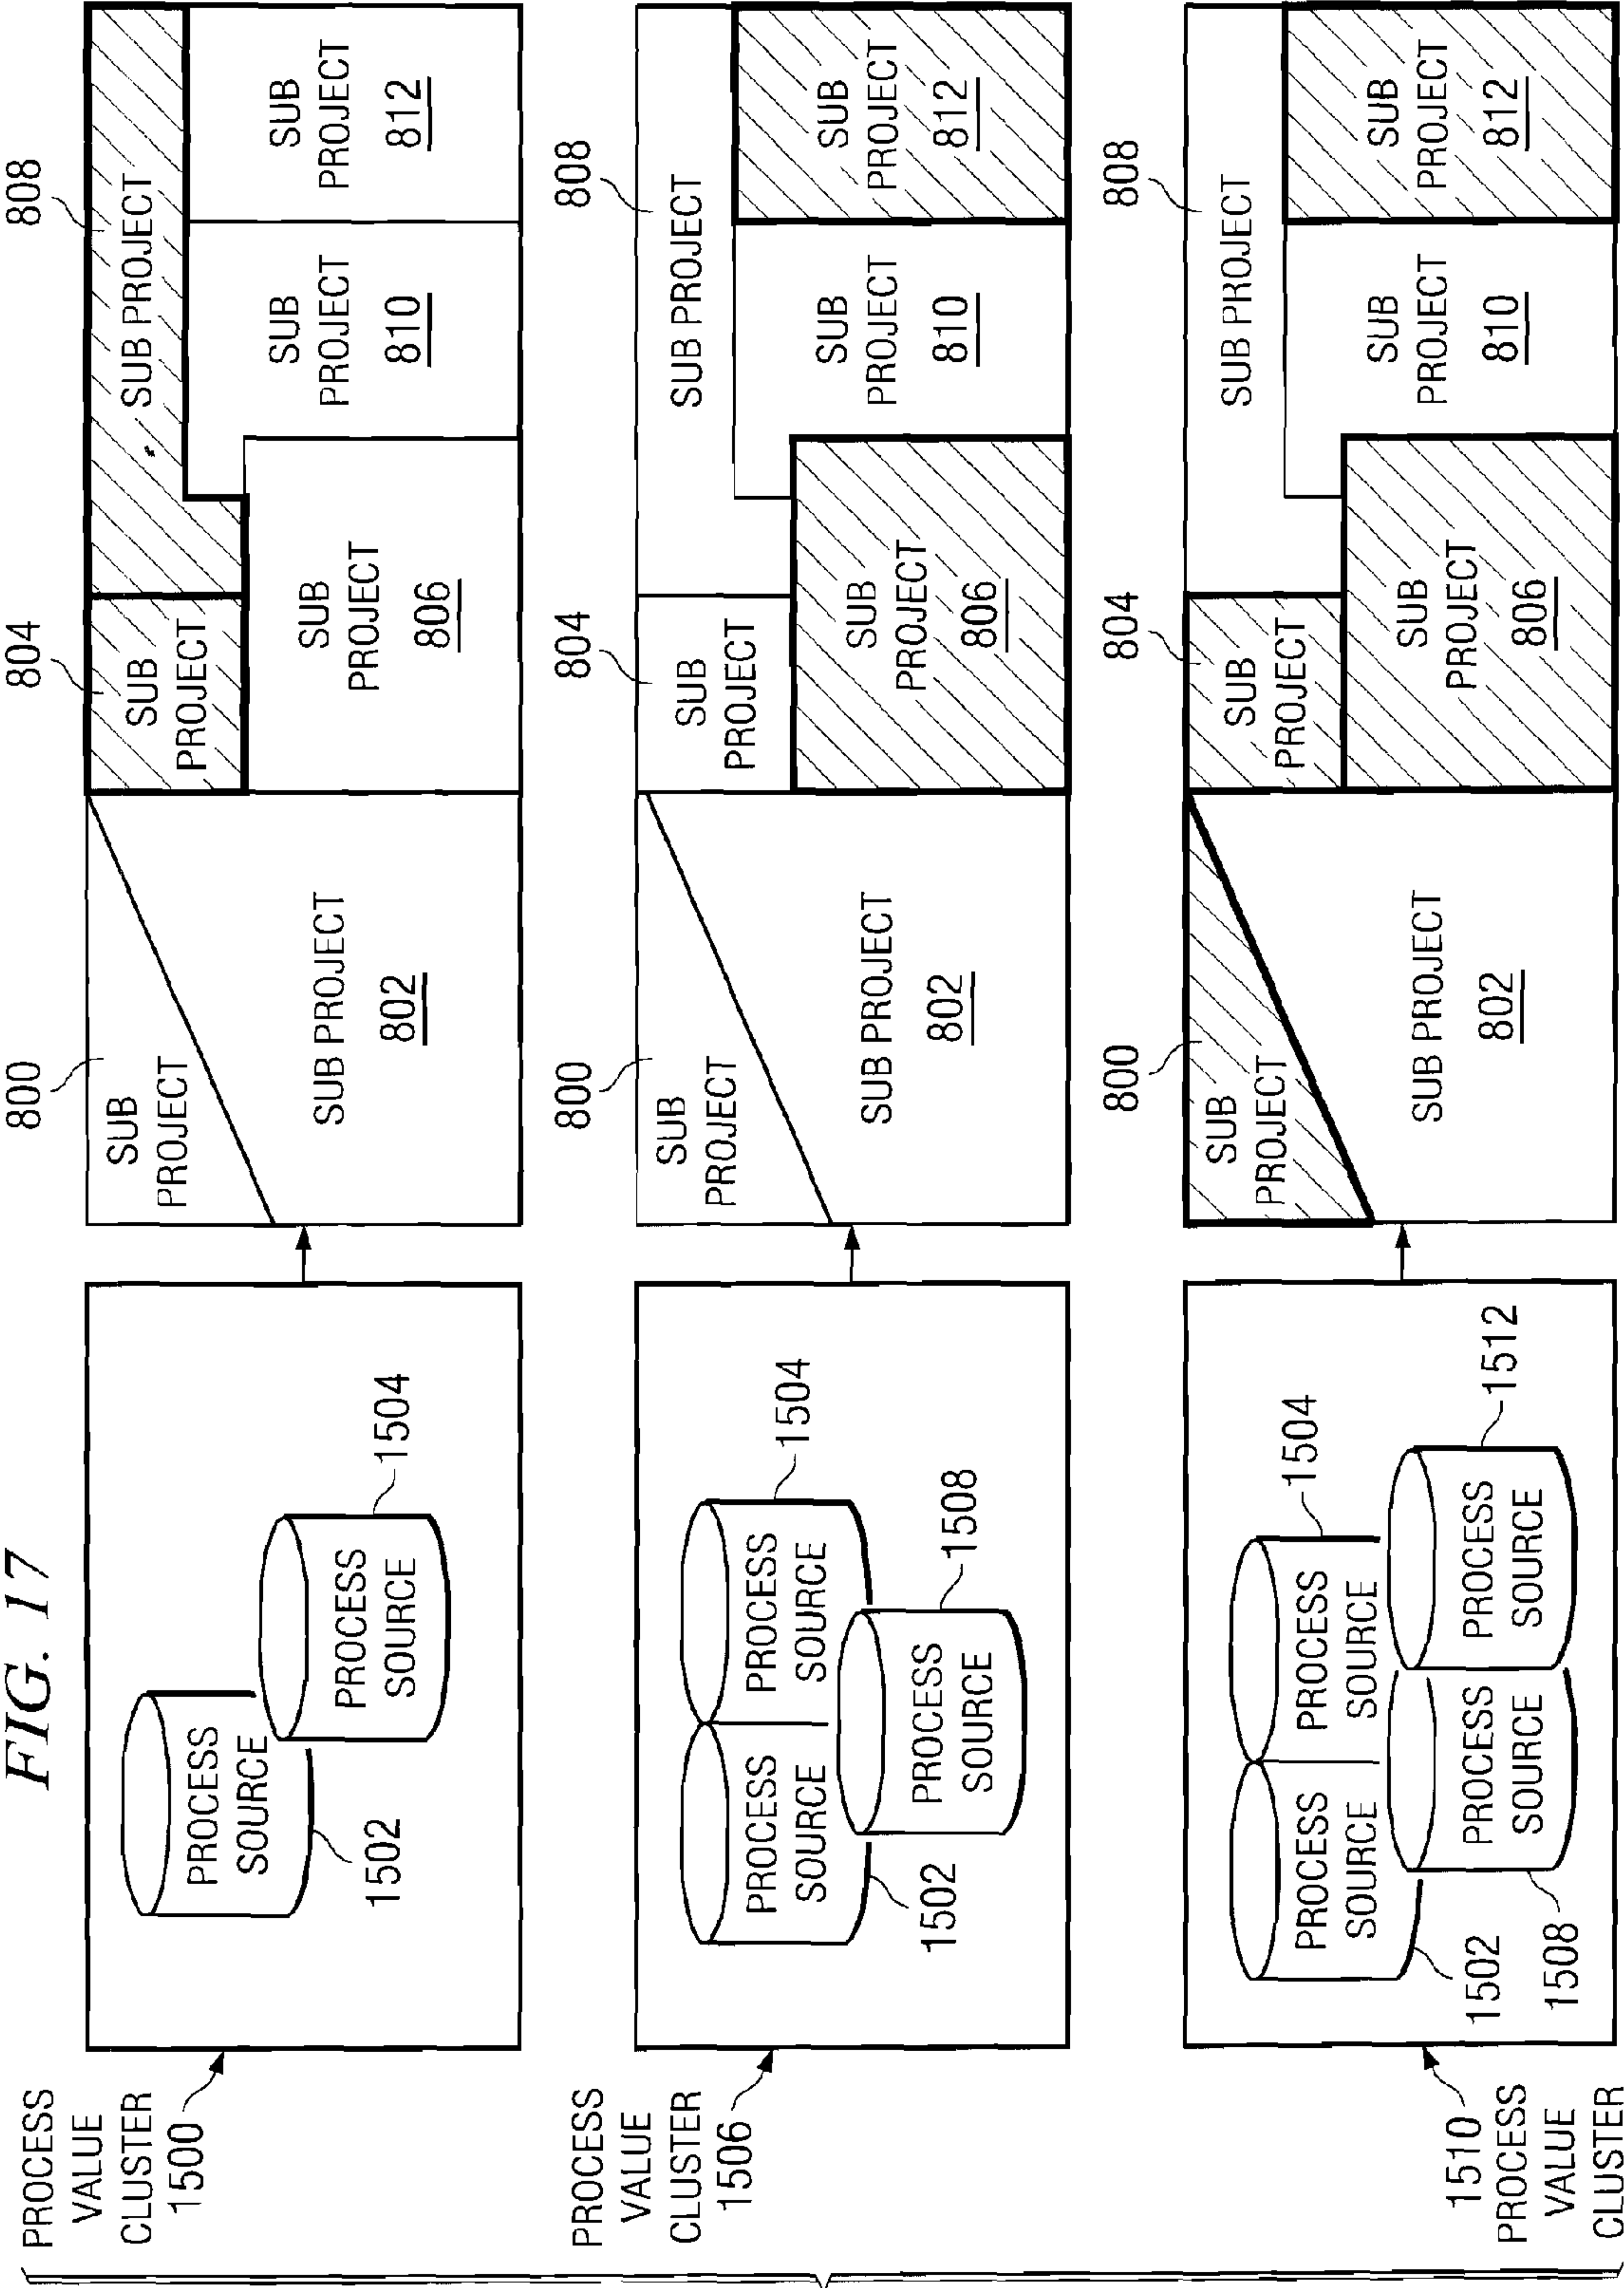 FIG. 17
PROCESS
VALUE
CLUSTER
1500
PROCESS
SOURCE
1502
PROCESS
SOURCE
1504
800
SUB
PROJECT
SUB PROJECT
802
804
SUB
PROJECT
SUB
PROJECT
806
808
SUB PROJECT
SUB
PROJECT
810
SUB
PROJECT
812
PROCESS
VALUE
CLUSTER
1506
PROCESS
SOURCE
1502
PROCESS
SOURCE
1504
PROCESS
SOURCE
1508
800
SUB
PROJECT
SUB PROJECT
802
804
SUB
PROJECT
SUB
PROJECT
806
808
SUB PROJECT
SUB
PROJECT
810
SUB
PROJECT
812
1510
PROCESS
VALUE
CLUSTER
PROCESS
SOURCE
1502
PROCESS
SOURCE
1504
PROCESS
SOURCE
1508
PROCESS
SOURCE
1512
800
SUB
PROJECT
SUB PROJECT
802
804
SUB
PROJECT
SUB
PROJECT
806
808
SUB PROJECT
SUB
PROJECT
810
SUB
PROJECT
812